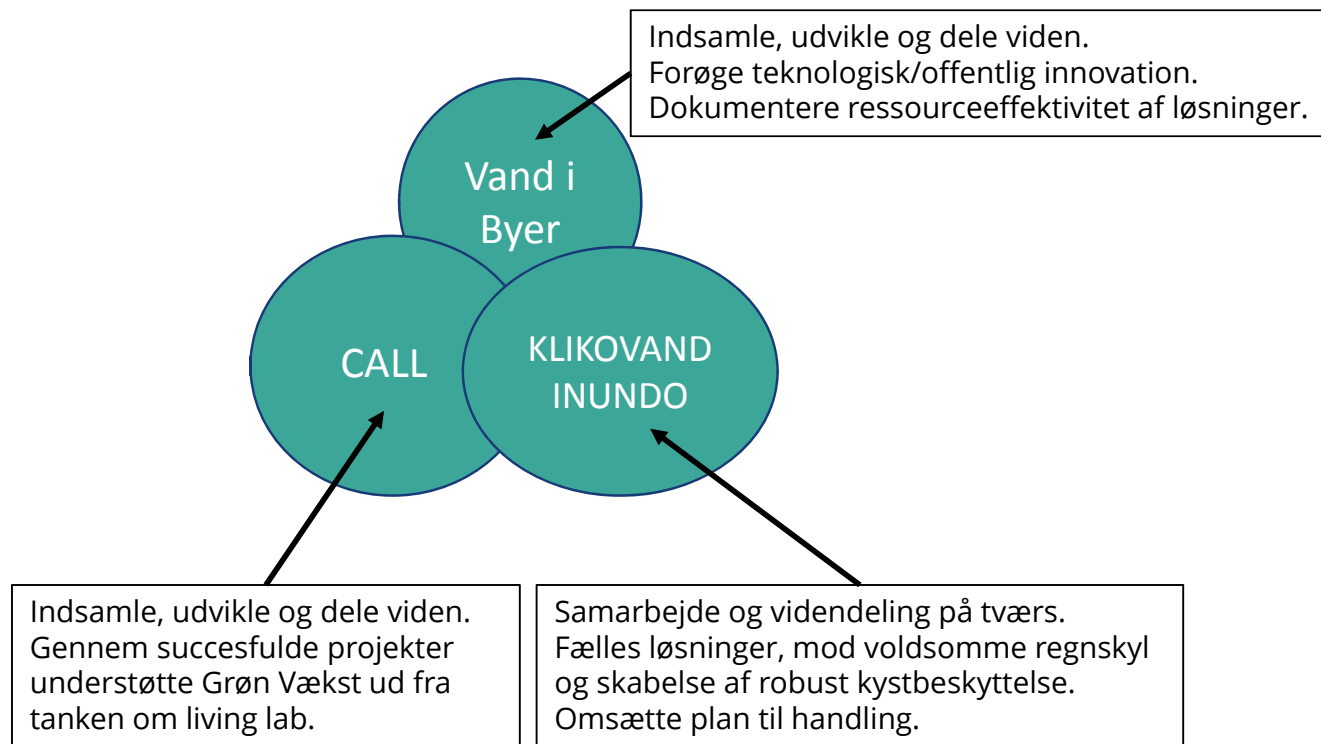 Indsamle, udvikle og dele viden.
Forøge teknologisk/offentlig innovation.
Dokumentere ressourceeffektivitet af løsninger.
Vand i
Byer
CALL
KLIKOVAND
INUNDO
Indsamle, udvikle og dele viden.
Gennem succesfulde projekter
understøtte Grøn Vækst ud fra
tanken om living lab.
Samarbejde og videndeling på tværs.
Fælles løsninger, mod voldsomme regnskyl
og skabelse af robust kystbeskyttelse.
Omsætte plan til handling.